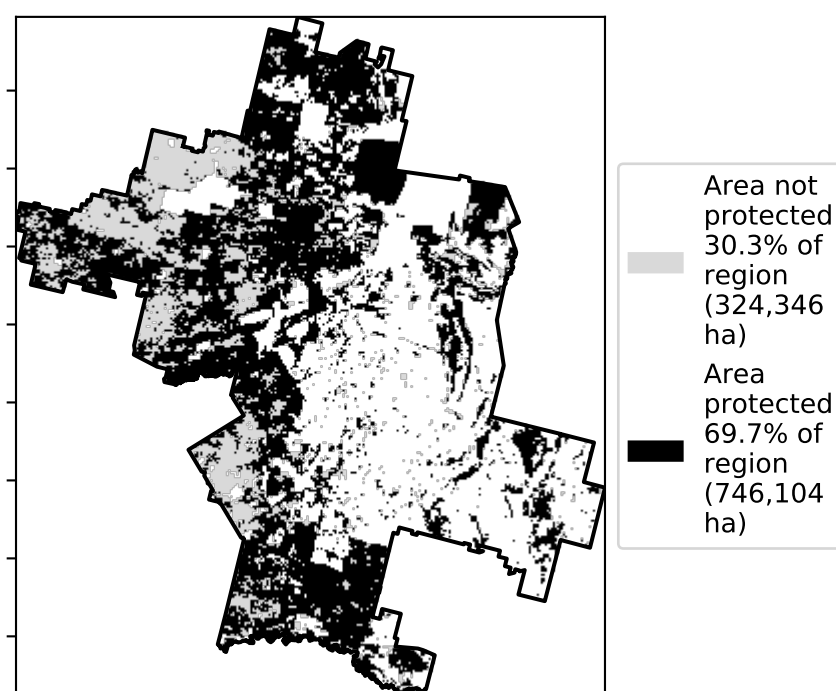 Area not
protected
30.3% of
region
(324,346
ha)
Area
protected
69.7% of
region
(746,104
ha)